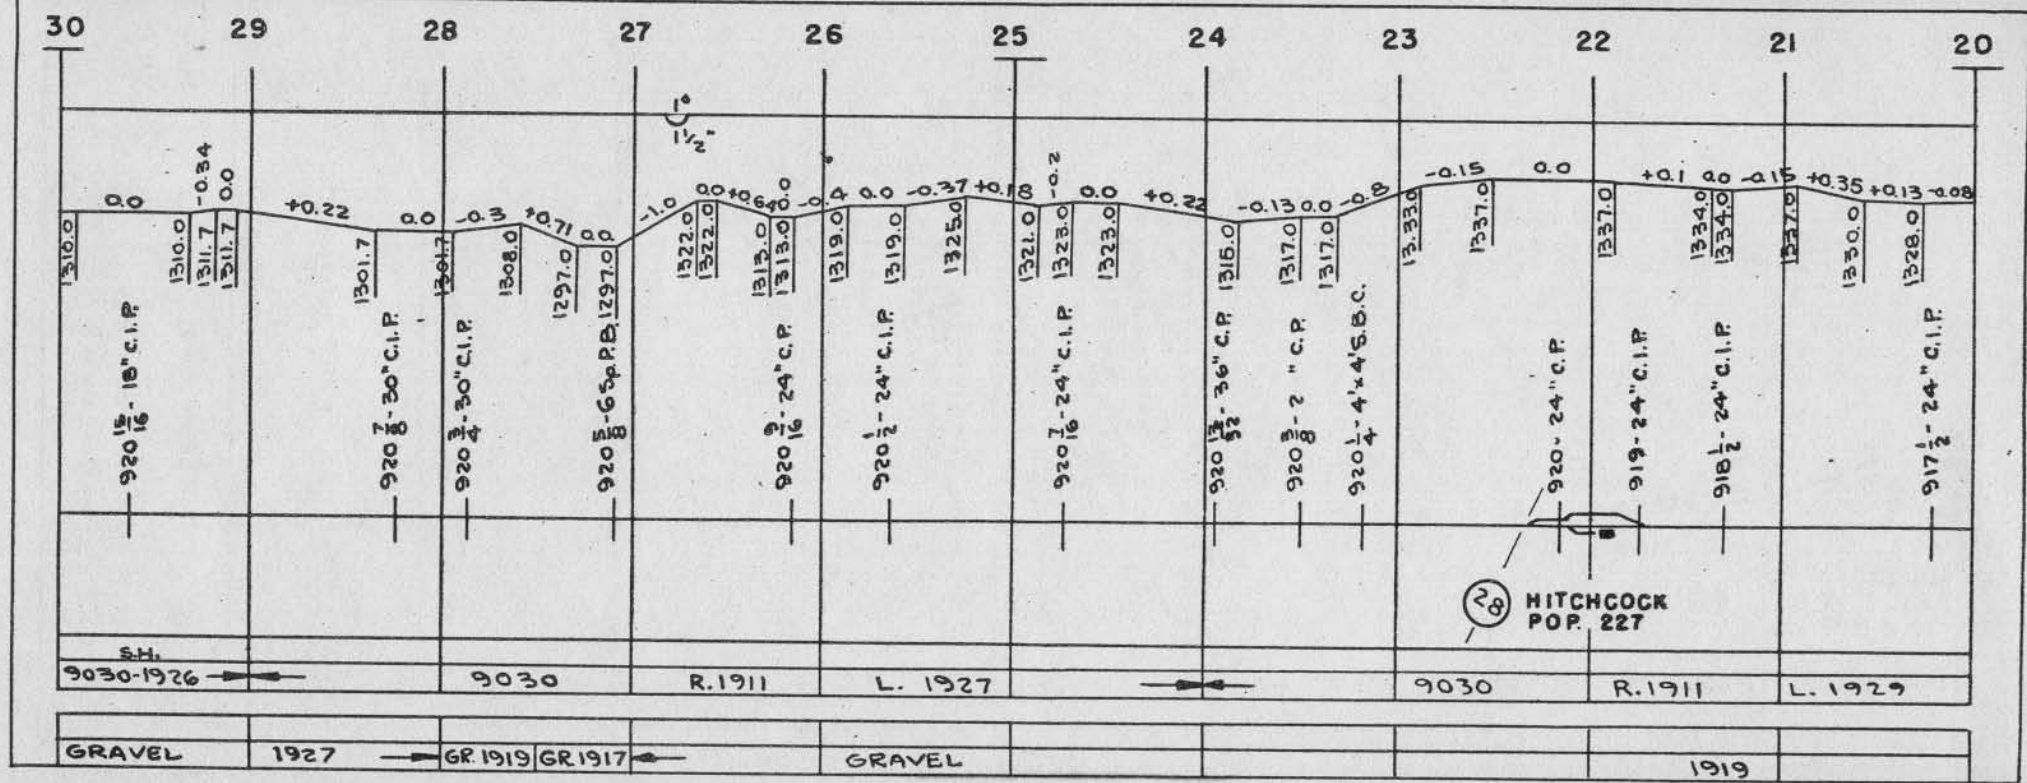 30 29 28 27 26 25 24 23 22 21 20
1°
1½"
0.0 -0.34 0.0 +0.22 0.0 -0.3 +0.71 0.0 -1.0 0.0 +0.64 0.0 -0.4 0.0 -0.37 +0.18 -0.2 0.0 +0.22 -0.13 0.0 -0.8 -0.15 0.0 +0.1 0.0 -0.15 +0.35 +0.13 -0.08
1310.0 1310.0 1311.7 1311.7 1301.7 1301.7 1308.0 1297.0 1297.0 1322.0 1322.0 1313.0 1313.0 1319.0 1319.0 1325.0 1321.0 1323.0 1323.0 1317.0 1317.0 1333.0 1337.0 1337.0 1334.0 1334.0 1337.0 1330.0 1328.0
920 15/16 - 18" C.I.P.
920 7/8 - 30" C.I.P.
920 3/4 - 30" C.I.P.
920 5/8 - 6 Sp. P.B.
920 9/16 - 24" C.P.
920 1/2 - 24" C.I.P.
920 7/16 - 24" C.I.P.
920 13/32 - 36" C.P.
920 3/8 - 2 " C.P.
920 1/4 - 4'x4' S.B.C.
920 - 24" C.P.
919 - 24" C.I.P.
918 1/2 - 24" C.I.P.
917 1/2 - 24" C.I.P.
28 HITCHCOCK
POP. 227
S.H.
9030-1926 9030 R.1911 L. 1927 9030 R.1911 L. 1929
GRAVEL 1927 GR. 1919 GR. 1917 GRAVEL 1919